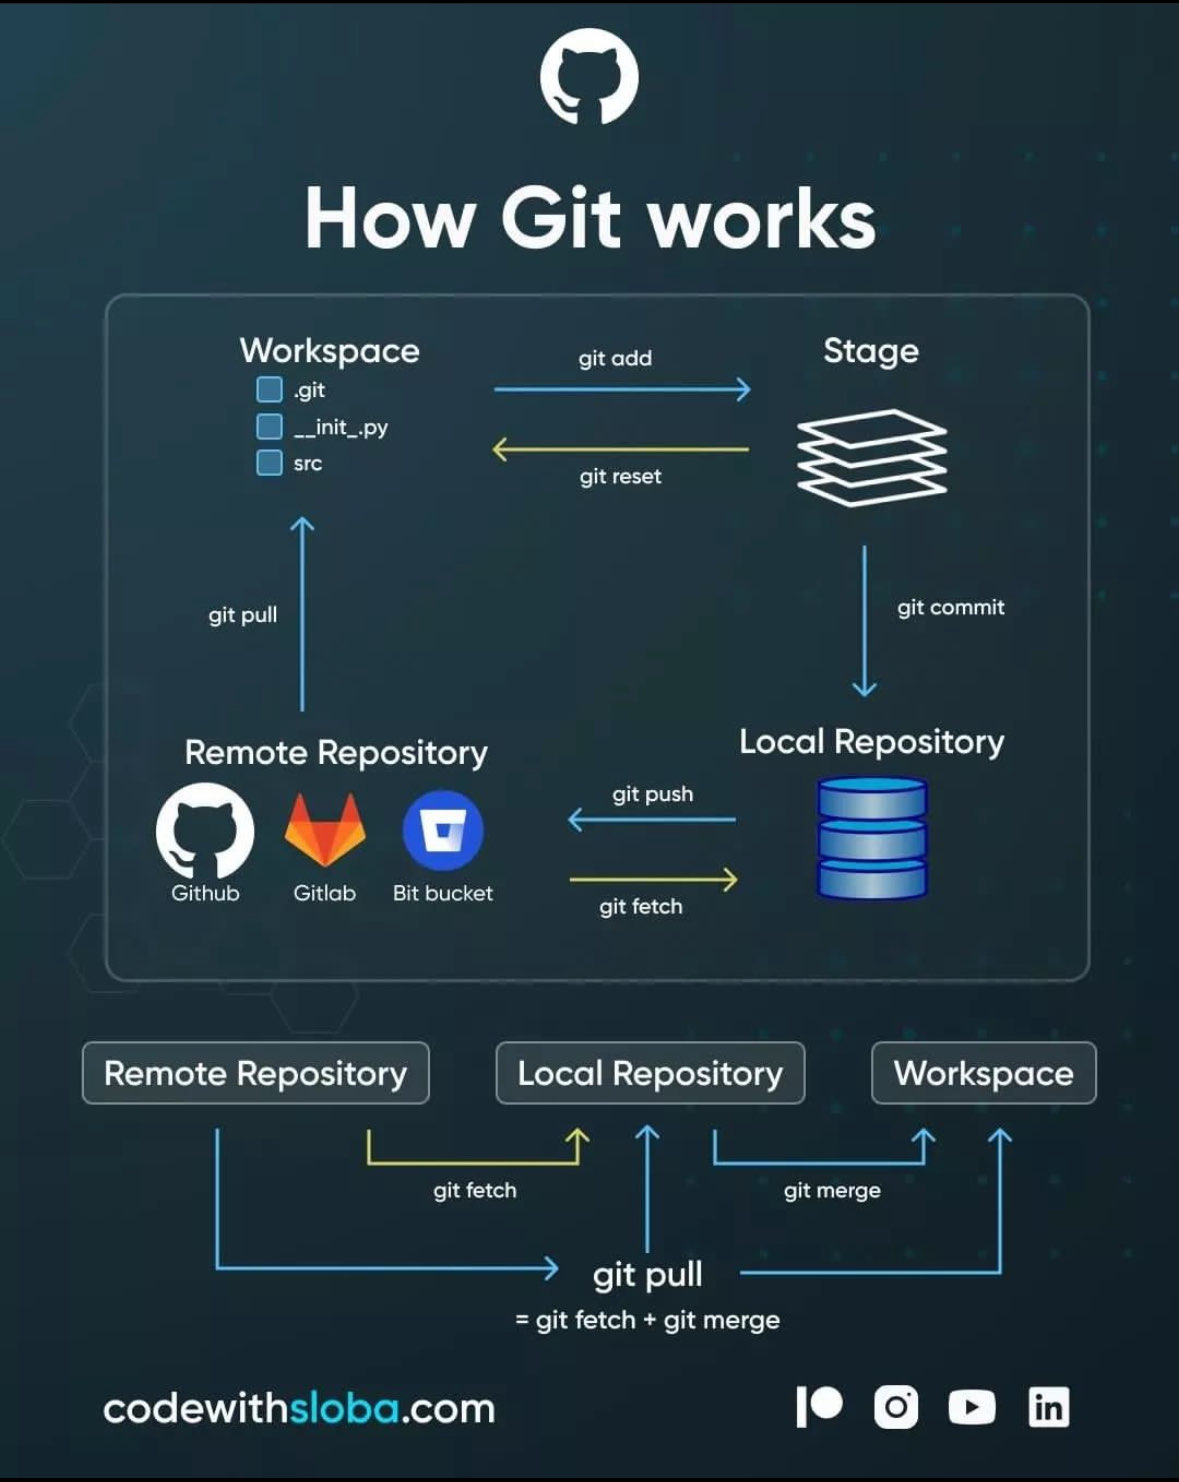 How Git works
Workspace
.git
__init_.py
src
git add
git reset
Stage
git pull
git commit
Remote Repository
Github
Gitlab
Bit bucket
git push
git fetch
Local Repository
Remote Repository
Local Repository
Workspace
git fetch
git merge
git pull
= git fetch + git merge
codewithsloba.com
in